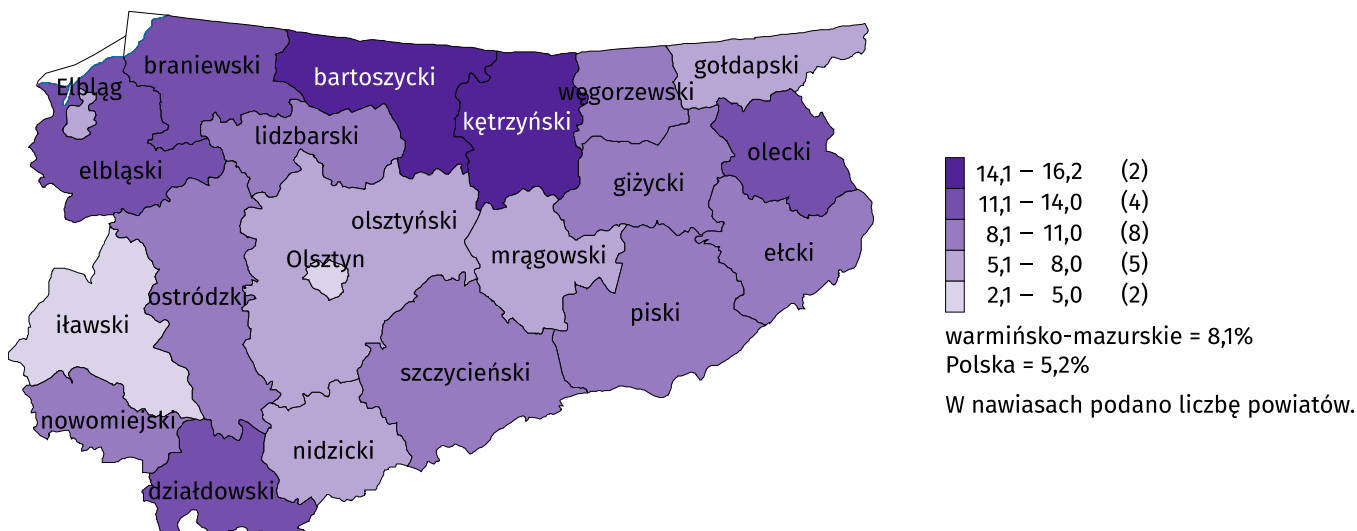 braniewski
bartoszycki
gołdapski
Elbląg
węgorzewski
kętrzyński
lidzbarski
olecki
elbląski
giżycki
olsztyński
mrągowski
ełcki
Olsztyn
ostródzki
iławski
piski
szczycieński
nowomiejski
nidzicki
działdowski
14,1 – 16,2 (2)
11,1 – 14,0 (4)
8,1 – 11,0 (8)
5,1 – 8,0 (5)
2,1 – 5,0 (2)
warmińsko-mazurskie = 8,1%
Polska = 5,2%
W nawiasach podano liczbę powiatów.